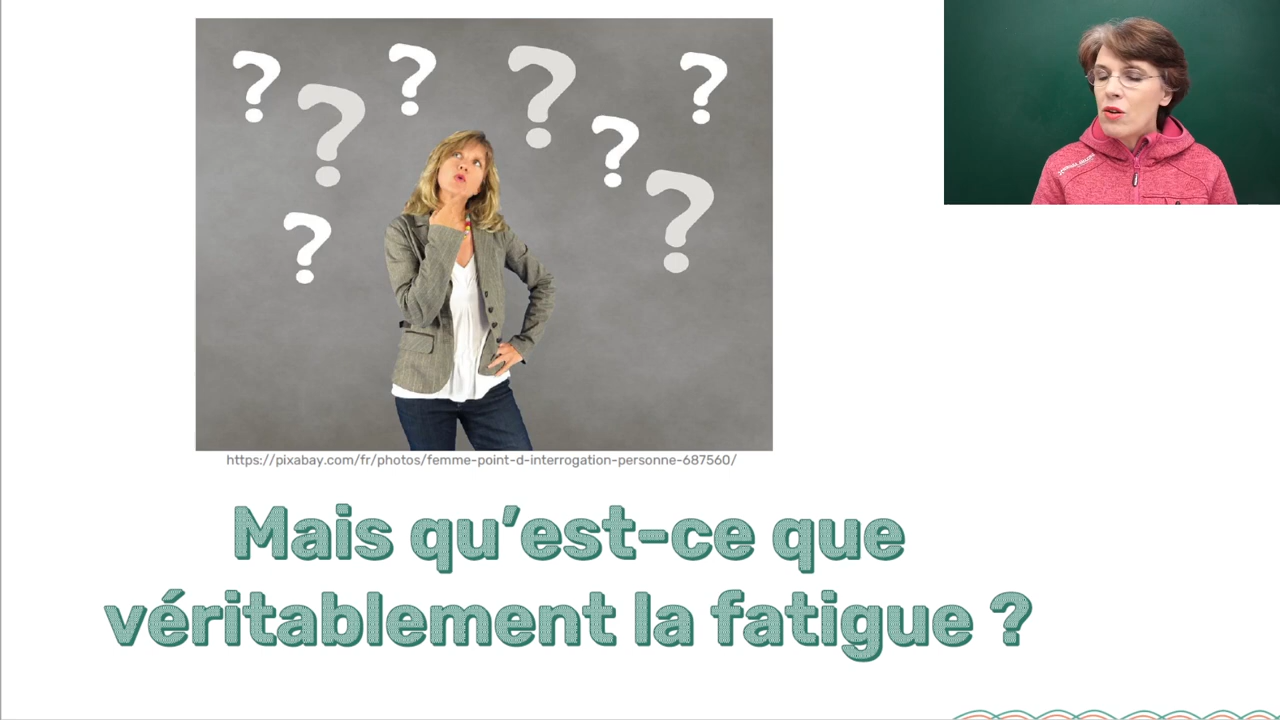 https://pixabay.com/fr/photos/femme-point-d-interrogation-personne-687560/
Mais qu'est-ce que
véritablement la fatigue ?